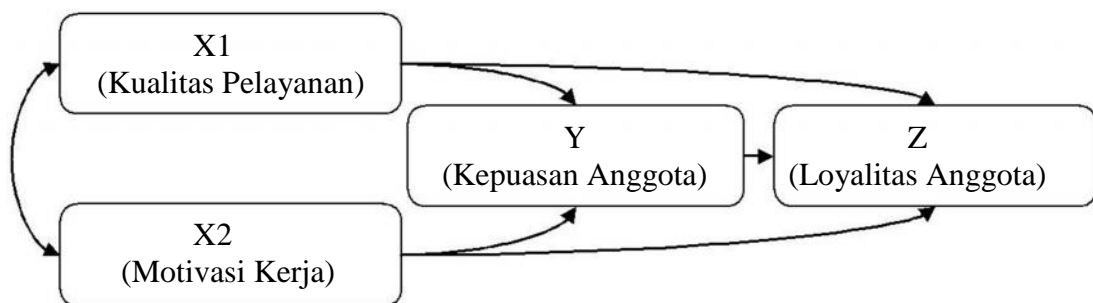 X1
(Kualitas Pelayanan)
Y
(Kepuasan Anggota)
Z
(Loyalitas Anggota)
X2
(Motivasi Kerja)